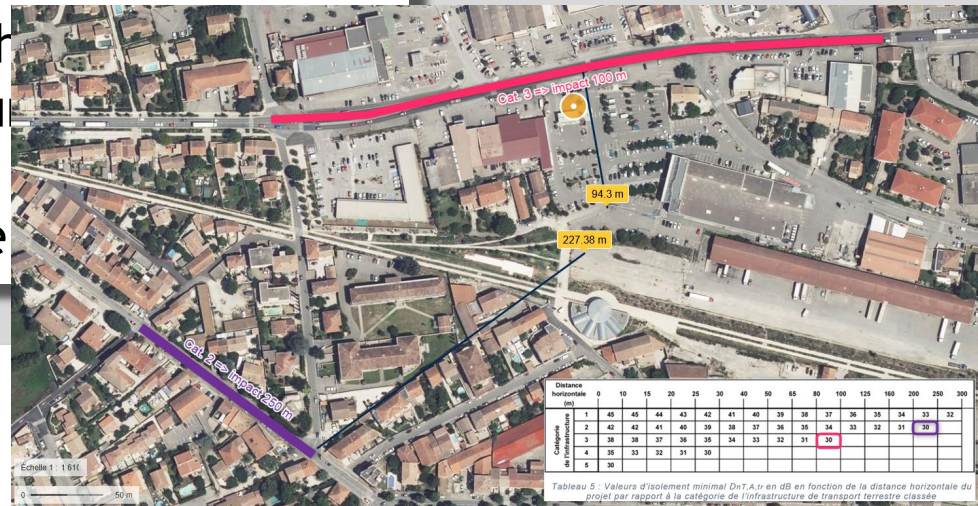 Cat. 3 => impact 100 m
94.3 m
227.38 m
Cat. 2 => impact 250 m
Échelle 1 : 1 610
0 50 m
Distance horizontale (m) 0 10 15 20 25 30 40 50 65 80 100 125 160 200 250 300
Catégorie de l'infrastructure
1 45 45 44 43 42 41 40 39 38 37 36 35 34 33 32
2 42 42 41 40 39 38 37 36 35 34 33 32 31 30
3 38 38 37 36 35 34 33 32 31 30
4 35 33 32 31 30
5 30
Tableau 5 : Valeurs d'isolement minimal DnT,A,tr en dB en fonction de la distance horizontale du
projet par rapport à la catégorie de l'infrastructure de transport terrestre classée